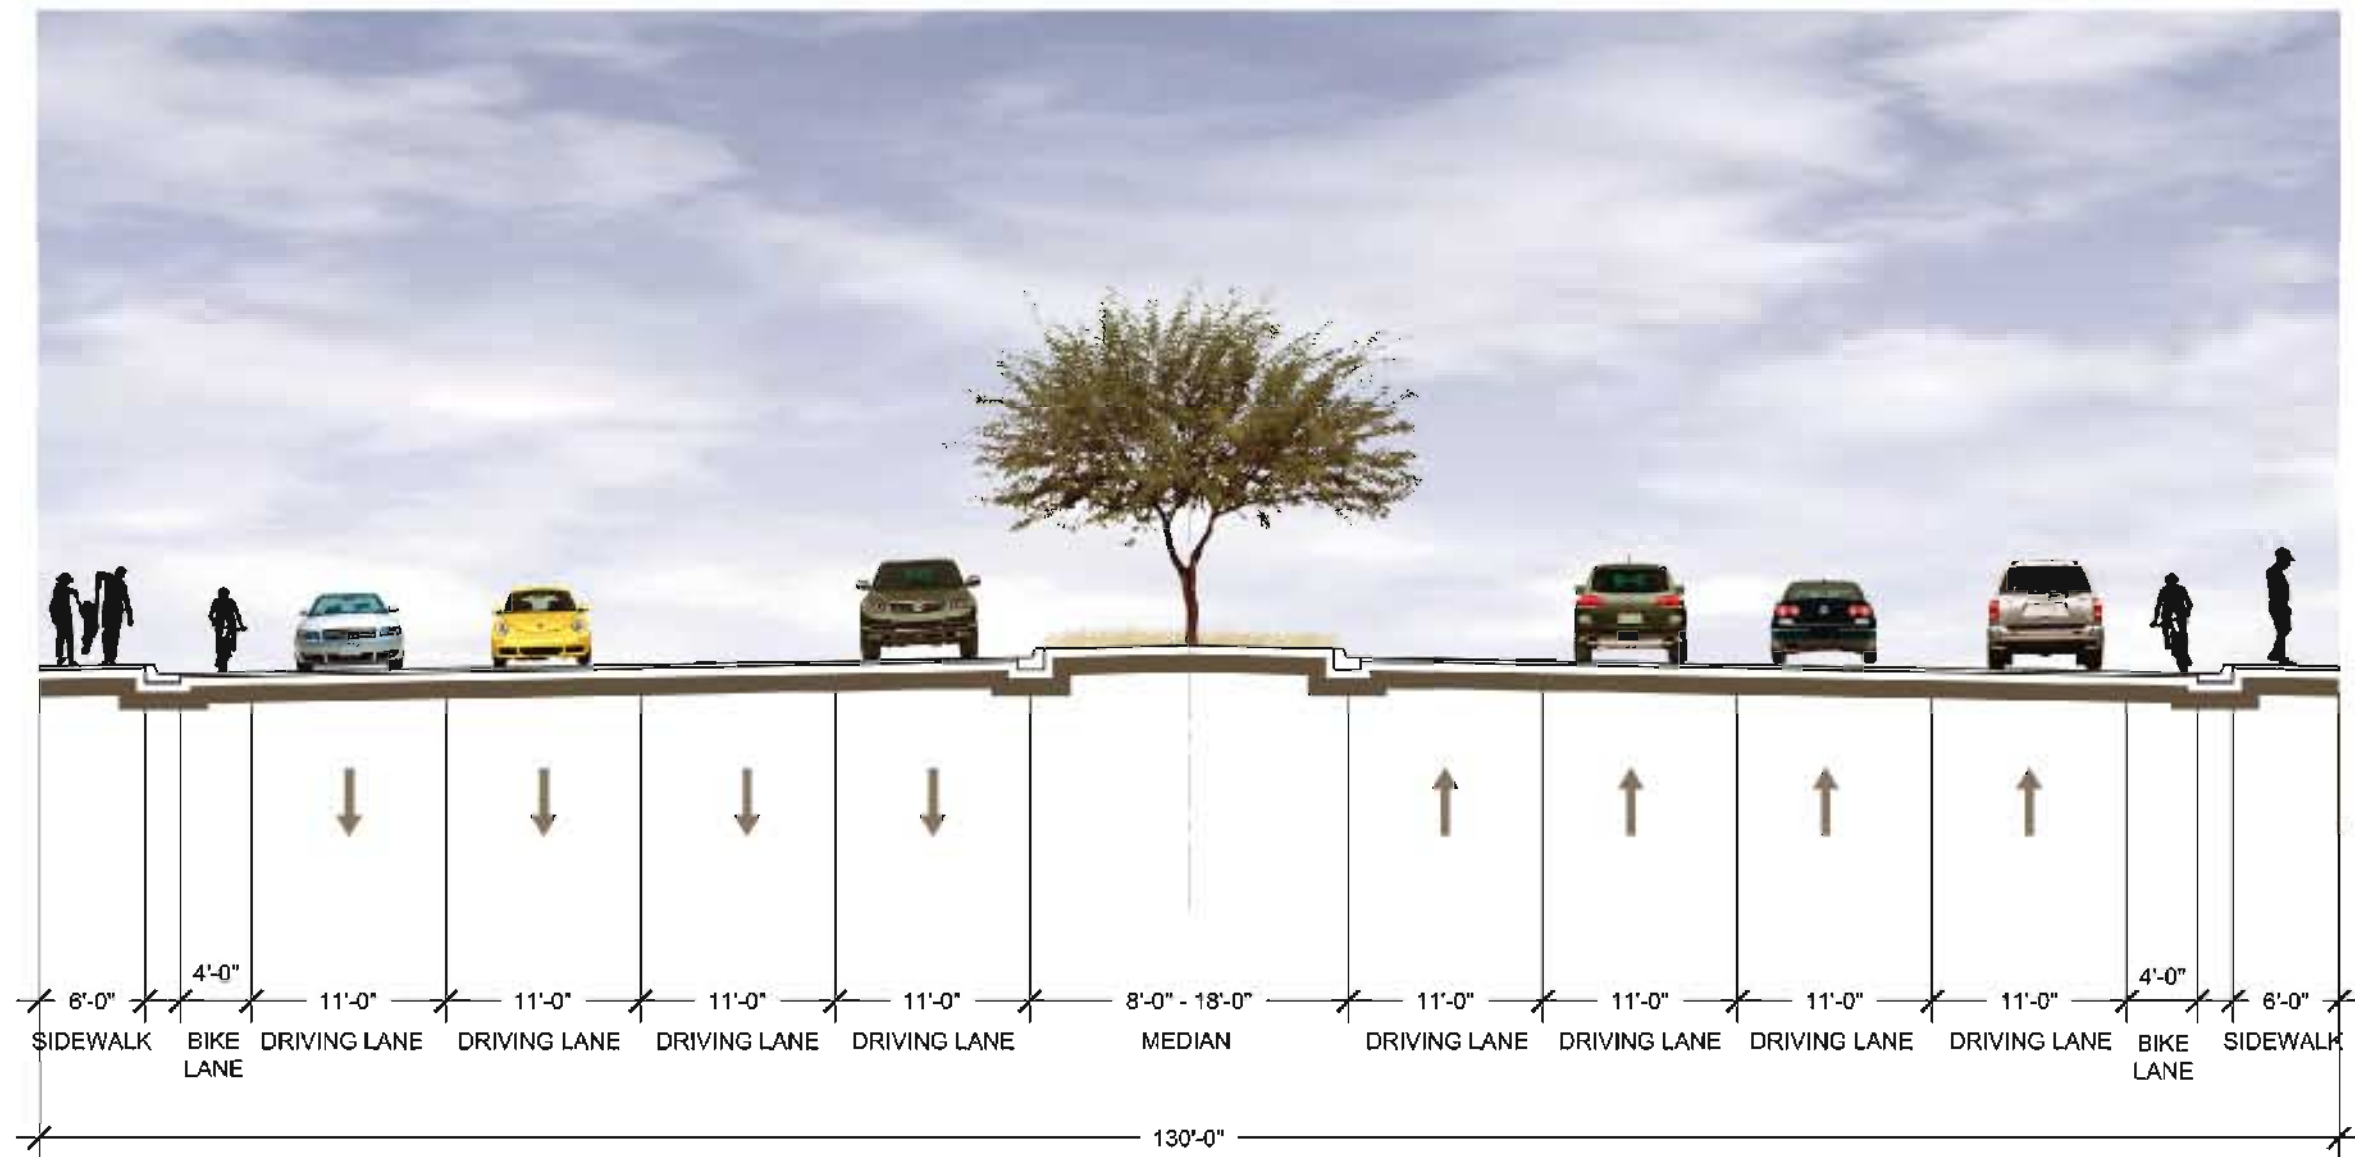 4'-0" 4'-0"
6'-0" 11'-0" 11'-0" 11'-0" 11'-0" 8'-0" - 18'-0" 11'-0" 11'-0" 11'-0" 11'-0" 6'-0"
SIDEWALK BIKE DRIVING LANE DRIVING LANE DRIVING LANE DRIVING LANE MEDIAN DRIVING LANE DRIVING LANE DRIVING LANE DRIVING LANE BIKE SIDEWALK
LANE LANE
130'-0"